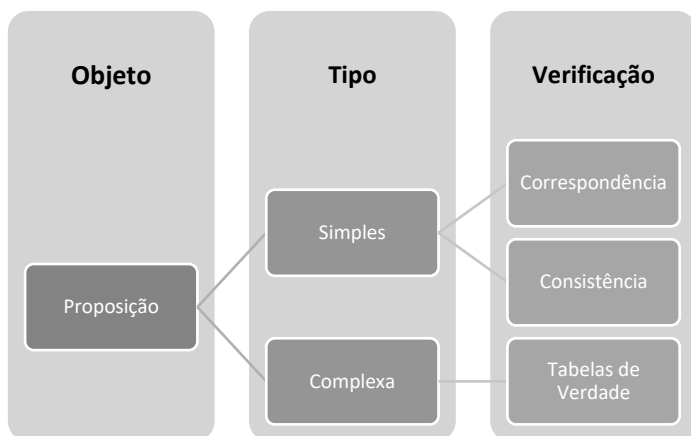 Objeto
Tipo
Verificação
Proposição
Simples
Complexa
Correspondência
Consistência
Tabelas de
Verdade